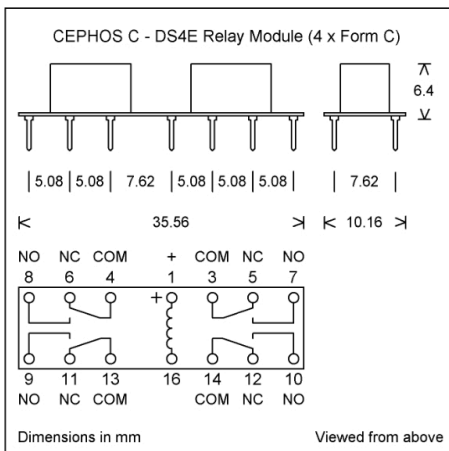 CEPHOS C - DS4E Relay Module (4 x Form C)
6.4
5.08 5.08 7.62 5.08 5.08 5.08 7.62
35.56 10.16
NO NC COM + COM NC NO
8 6 4 1 3 5 7
+
9 11 13 16 14 12 10
NO NC COM COM NC NO
Dimensions in mm Viewed from above